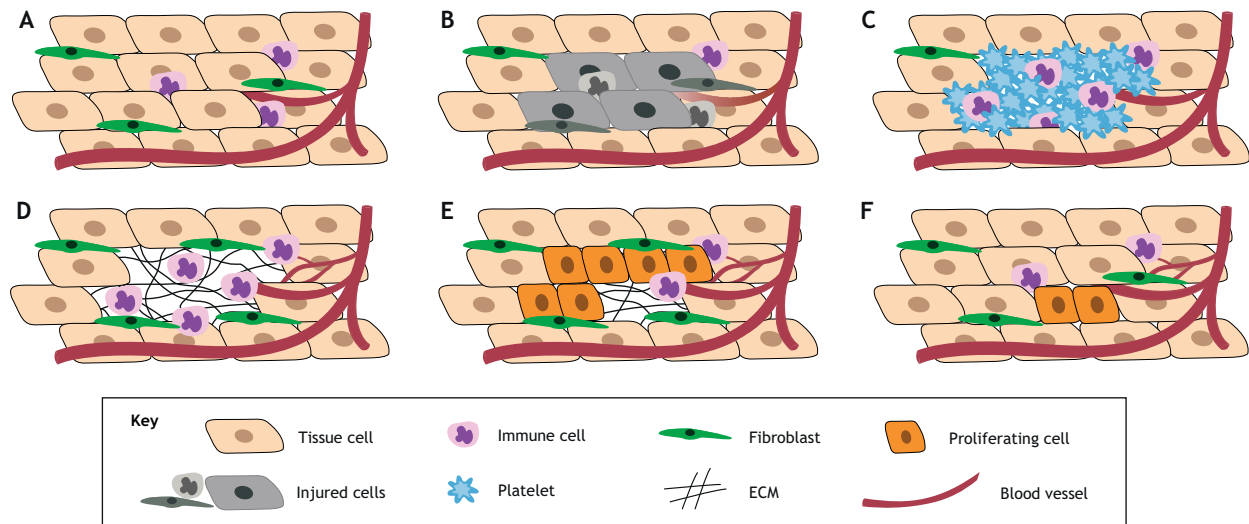 A
B
C
D
E
F
Key
Tissue cell
Immune cell
Fibroblast
Proliferating cell
Injured cells
Platelet
ECM
Blood vessel